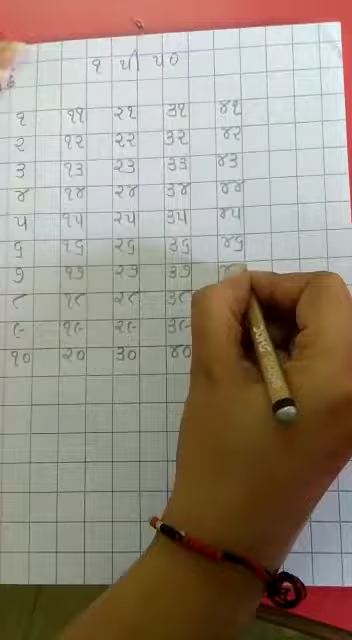 ૧ થી ૫૦
૧ ૧૧ ૨૧ ૩૧ ૪૧
૨ ૧૨ ૨૨ ૩૨ ૪૨
૩ ૧૩ ૨૩ ૩૩ ૪૩
૪ ૧૪ ૨૪ ૩૪ ૪૪
૫ ૧૫ ૨૫ ૩૫ ૪૫
૬ ૧૬ ૨૬ ૩૬ ૪૬
૭ ૧૭ ૨૭ ૩૭
૮ ૧૮ ૨૮ ૩૮
૯ ૧૯ ૨૯ ૩૯
૧૦ ૨૦ ૩૦ ૪૦